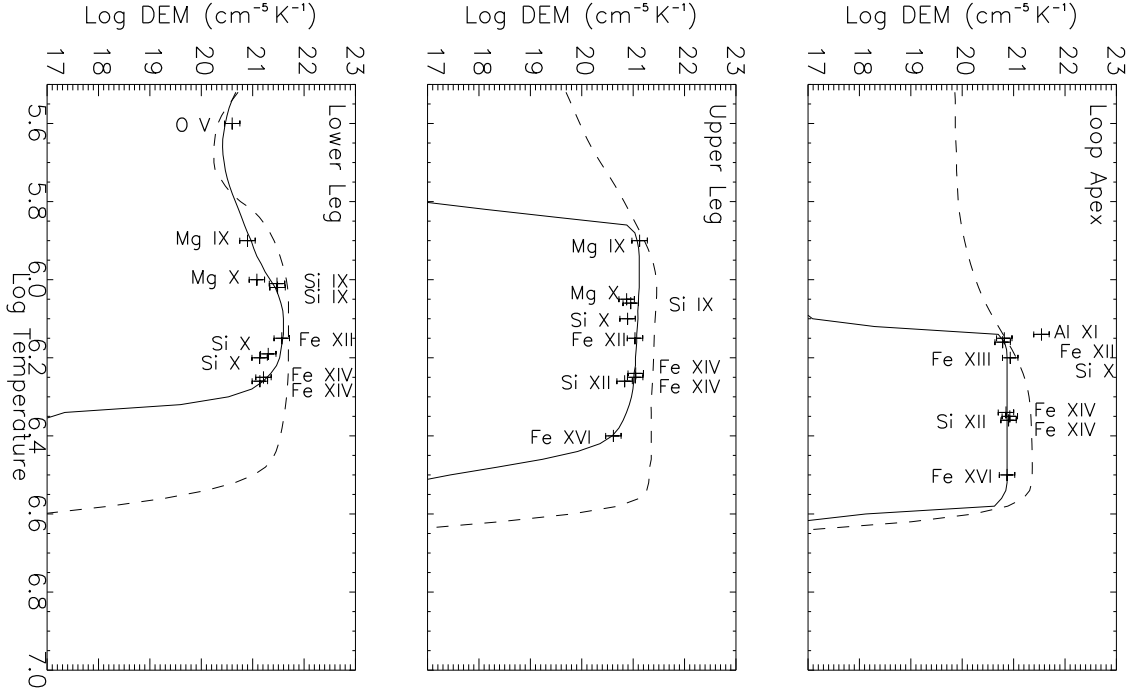 Log DEM (cm⁻⁵ K⁻¹)
17 18 19 20 21 22 23
Lower Leg
O V
Mg IX
Mg X
Si IX
Si IX
Si X
Fe XII
Si X
Fe XIV
Fe XIV
5.6 5.8 6.0 6.2 6.4 6.6 6.8 7.0
Log Temperature
Log DEM (cm⁻⁵ K⁻¹)
17 18 19 20 21 22 23
Upper Leg
Mg IX
Mg X
Si IX
Si X
Fe XII
Fe XIV
Si XII
Fe XIV
Fe XVI
Log DEM (cm⁻⁵ K⁻¹)
17 18 19 20 21 22 23
Loop Apex
Al XI
Fe XII
Fe XIII
Si X
Fe XIV
Si XII
Fe XIV
Fe XVI